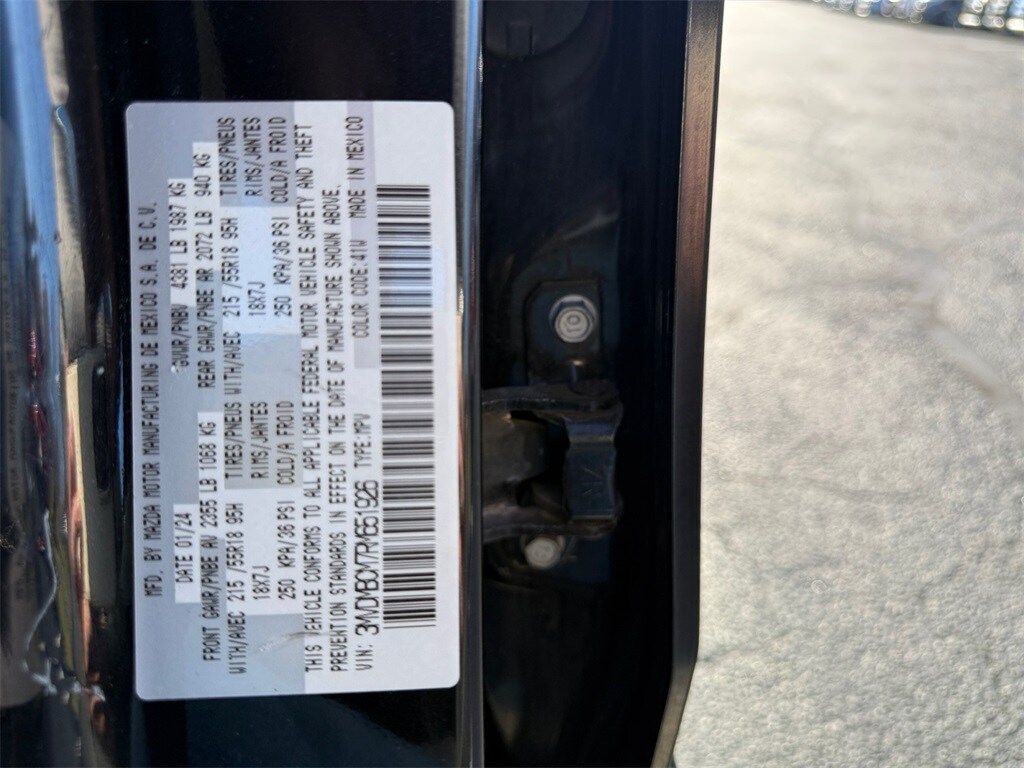 MFD. BY MAZDA MOTOR MANUFACTURING DE MEXICO S.A. DE C.V.
DATE 01/24 GVWR/PNBV 4381 LB 1987 KG
FRONT GAWR/PNBE AV 2355 LB 1068 KG REAR GAWR/PNBE AR 2072 LB 940 KG
WITH/AVEC 215 /55R18 95H TIRES/PNEUS WITH/AVEC 215 /55R18 95H TIRES/PNEUS
18X7J RIMS/JANTES 18X7J RIMS/JANTES
250 KPA/36 PSI COLD/A FROID 250 KPA/36 PSI COLD/A FROID
THIS VEHICLE CONFORMS TO ALL APPLICABLE FEDERAL MOTOR VEHICLE SAFETY AND THEFT
PREVENTION STANDARDS IN EFFECT ON THE DATE OF MANUFACTURE SHOWN ABOVE.
VIN: 3MVDMBCM7RM651926 TYPE:MPV COLOR CODE:41W MADE IN MEXICO